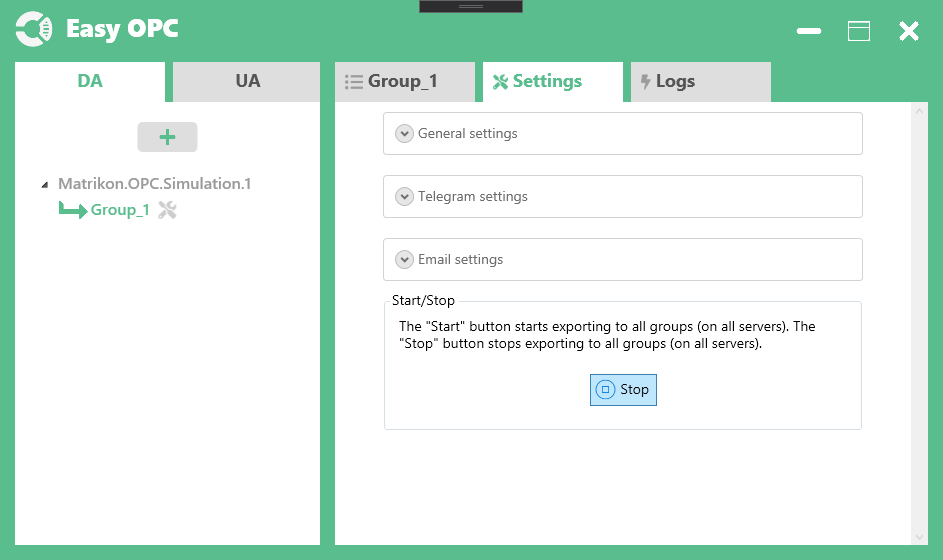 Easy OPC
DA
UA
Matrikon.OPC.Simulation.1
Group_1
Group_1
Settings
Logs
General settings
Telegram settings
Email settings
Start/Stop
The "Start" button starts exporting to all groups (on all servers). The
"Stop" button stops exporting to all groups (on all servers).
Stop